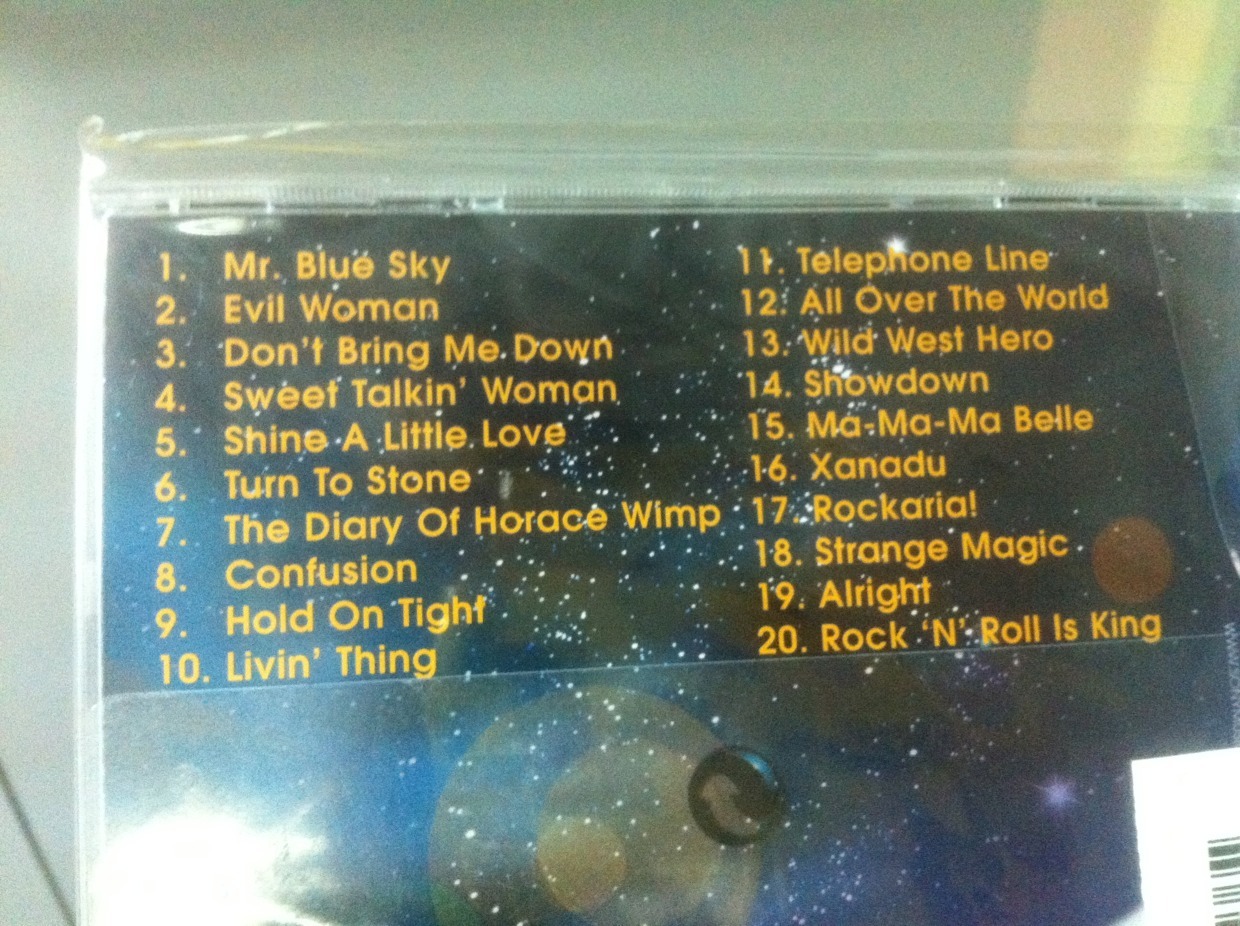 1. Mr. Blue Sky
2. Evil Woman
3. Don't Bring Me Down
4. Sweet Talkin' Woman
5. Shine A Little Love
6. Turn To Stone
7. The Diary Of Horace Wimp
8. Confusion
9. Hold On Tight
10. Livin' Thing
11. Telephone Line
12. All Over The World
13. Wild West Hero
14. Showdown
15. Ma-Ma-Ma Belle
16. Xanadu
17. Rockaria!
18. Strange Magic
19. Alright
20. Rock 'N' Roll Is King